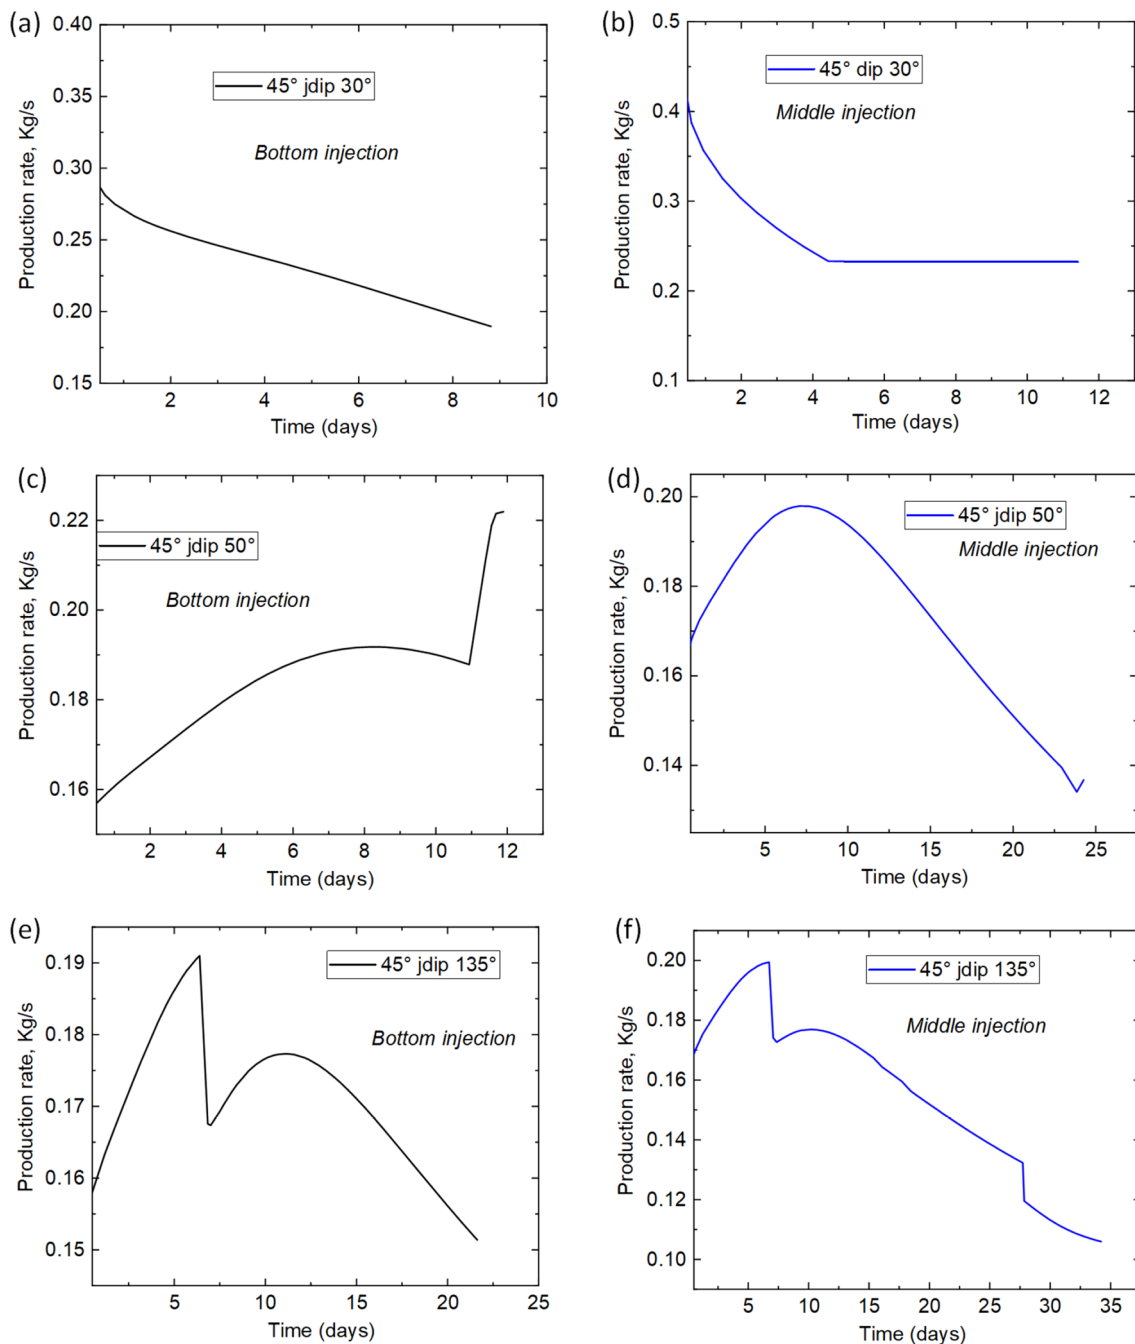 (a)
0.40
0.35
0.30
0.25
0.20
0.15
Production rate, Kg/s
45° jdip 30°
Bottom injection
2 4 6 8 10
Time (days)
(b)
0.5
0.4
0.3
0.2
0.1
Production rate, Kg/s
45° dip 30°
Middle injection
2 4 6 8 10 12
Time (days)
(c)
0.22
0.20
0.18
0.16
Production rate, Kg/s
45° jdip 50°
Bottom injection
2 4 6 8 10 12
Time (days)
(d)
0.20
0.18
0.16
0.14
Production rate, Kg/s
45° jdip 50°
Middle injection
5 10 15 20 25
Time (days)
(e)
0.19
0.18
0.17
0.16
0.15
Production rate, Kg/s
45° jdip 135°
Bottom injection
5 10 15 20 25
Time (days)
(f)
0.20
0.18
0.16
0.14
0.12
0.10
Production rate, Kg/s
45° jdip 135°
Middle injection
5 10 15 20 25 30 35
Time (days)